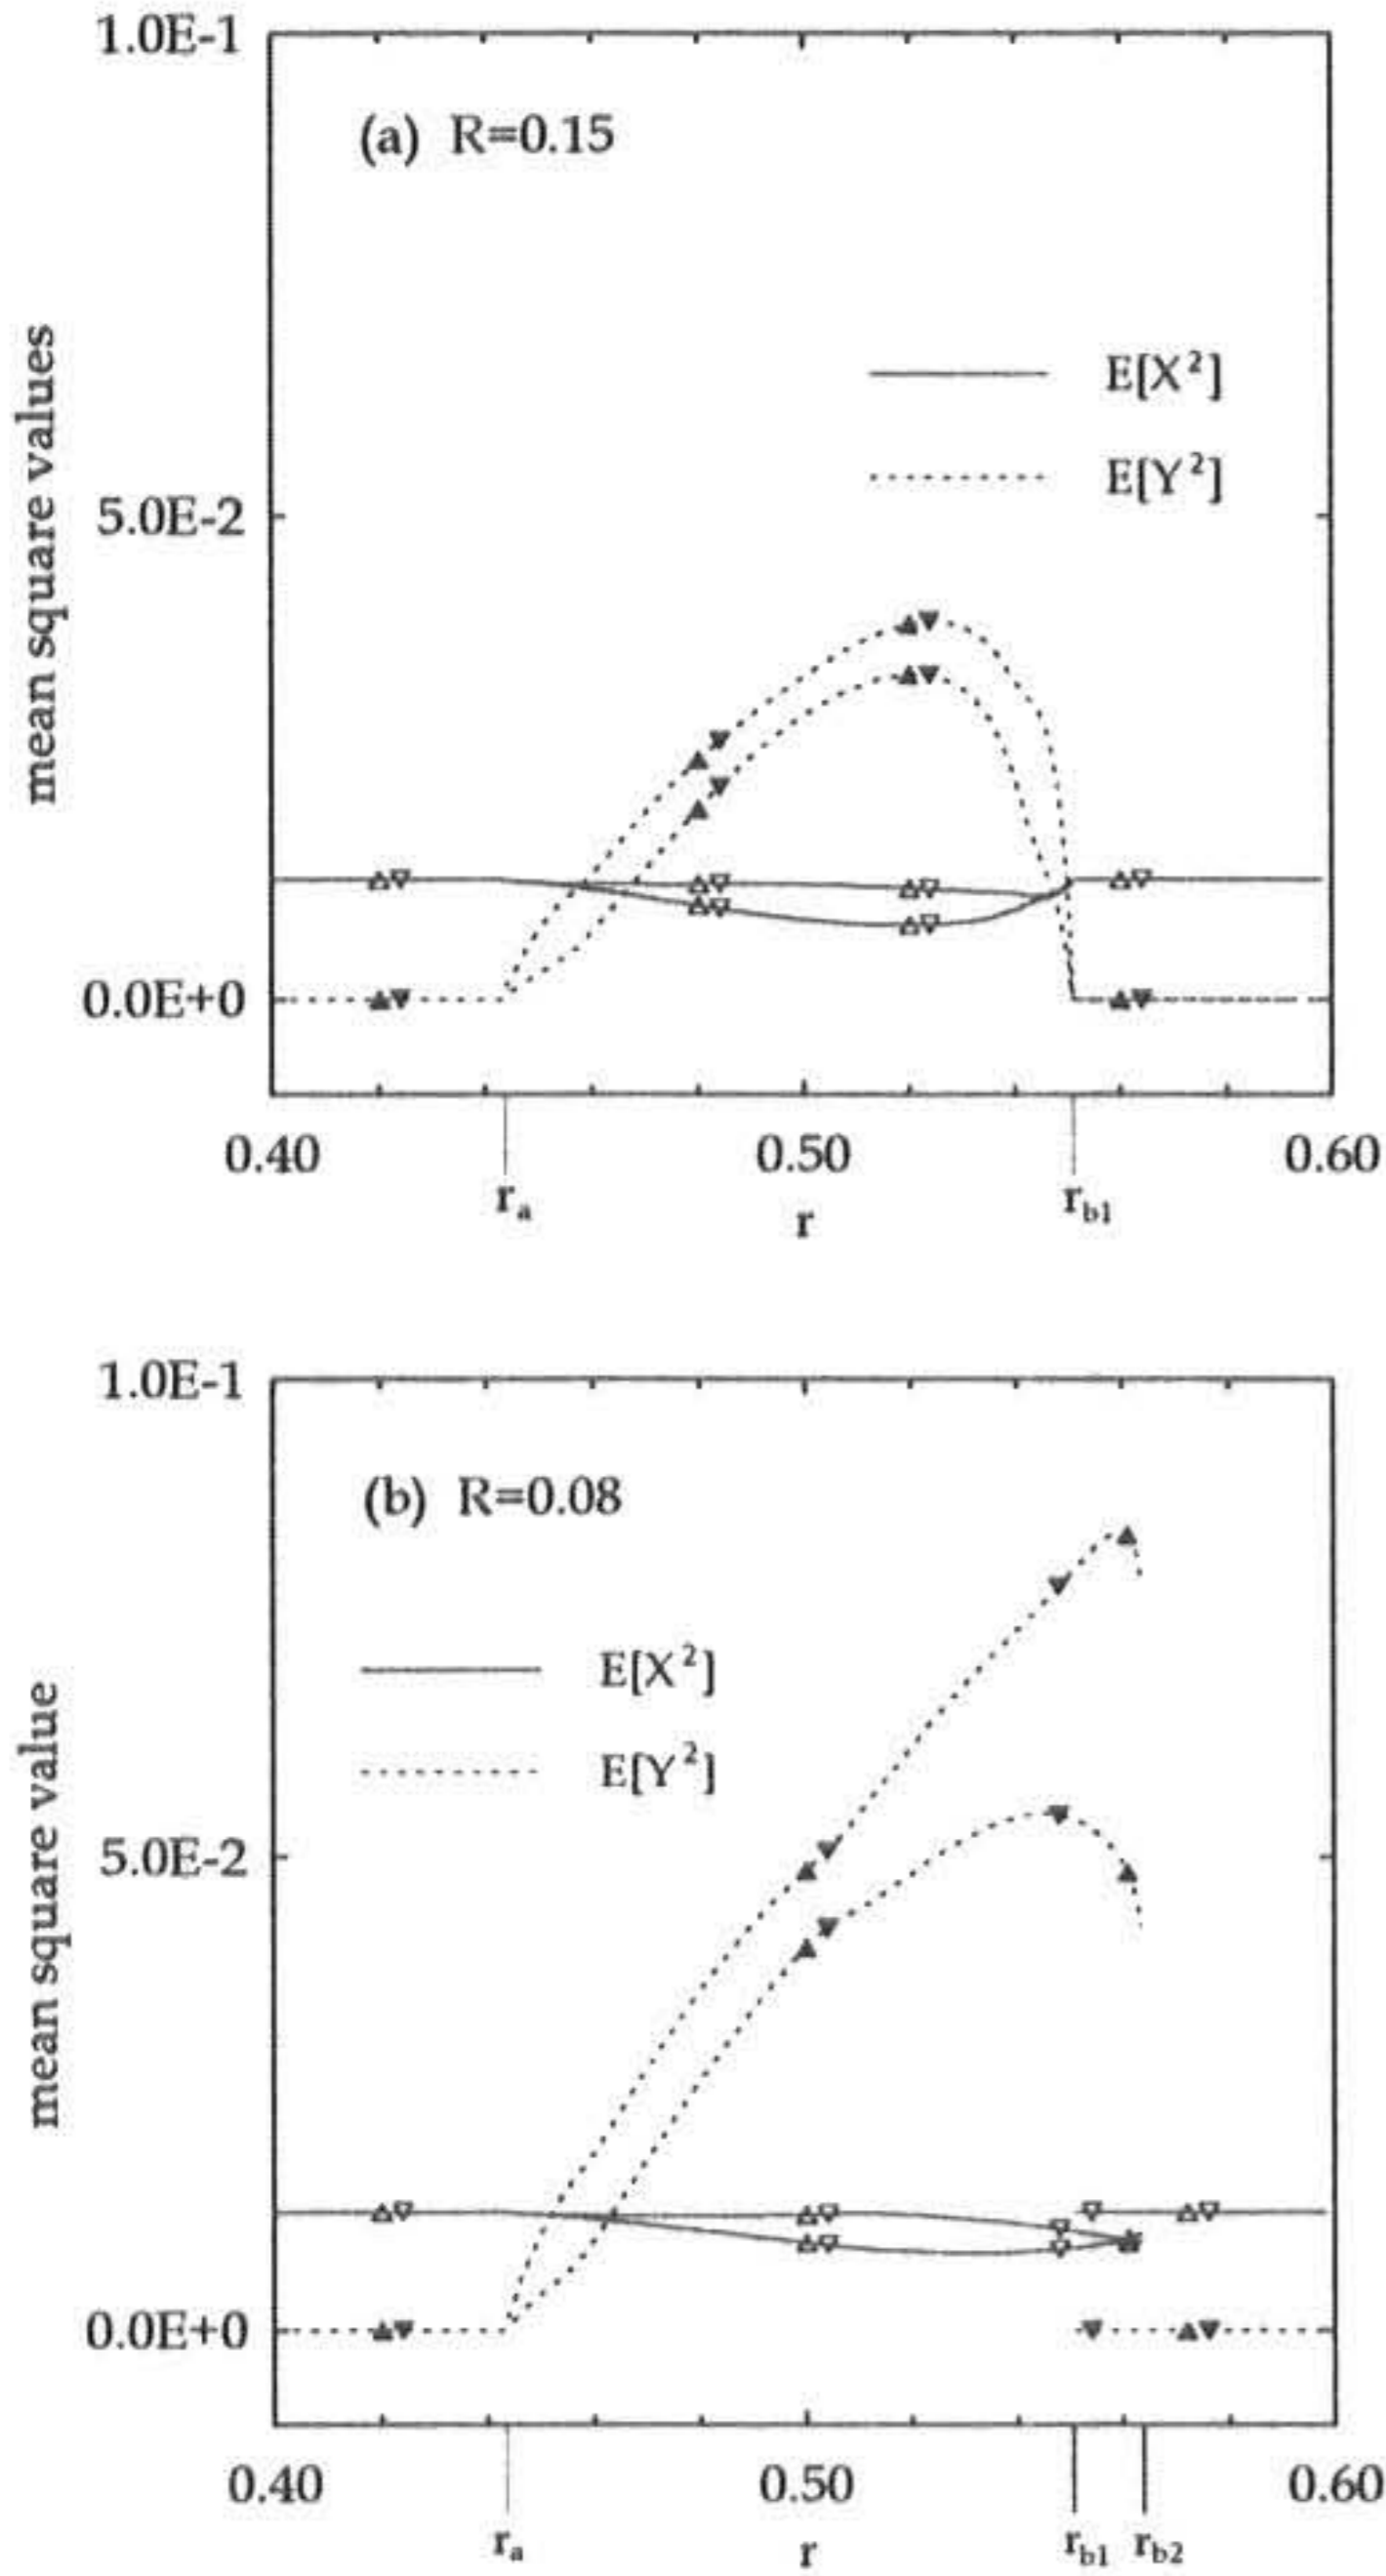 1.0E-1
(a) R=0.15
E[X²]
E[Y²]
mean square values
5.0E-2
0.0E+0
0.40 0.50 0.60
rₐ r r_b1
1.0E-1
(b) R=0.08
E[X²]
E[Y²]
mean square value
5.0E-2
0.0E+0
0.40 0.50 0.60
rₐ r r_b1 r_b2